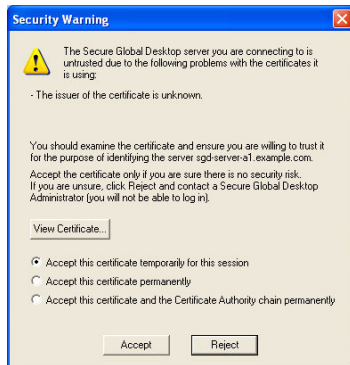 Security Warning
The Secure Global Desktop server you are connecting to is
untrusted due to the following problems with the certificates it
is using:
- The issuer of the certificate is unknown.
You should examine the certificate and ensure you are willing to trust it
for the purpose of identifying the server sgd-server-a1.example.com.
Accept the certificate only if you are sure there is no security risk.
If you are unsure, click Reject and contact a Secure Global Desktop
Administrator (you will not be able to log in).
View Certificate...
Accept this certificate temporarily for this session
Accept this certificate permanently
Accept this certificate and the Certificate Authority chain permanently
Accept Reject